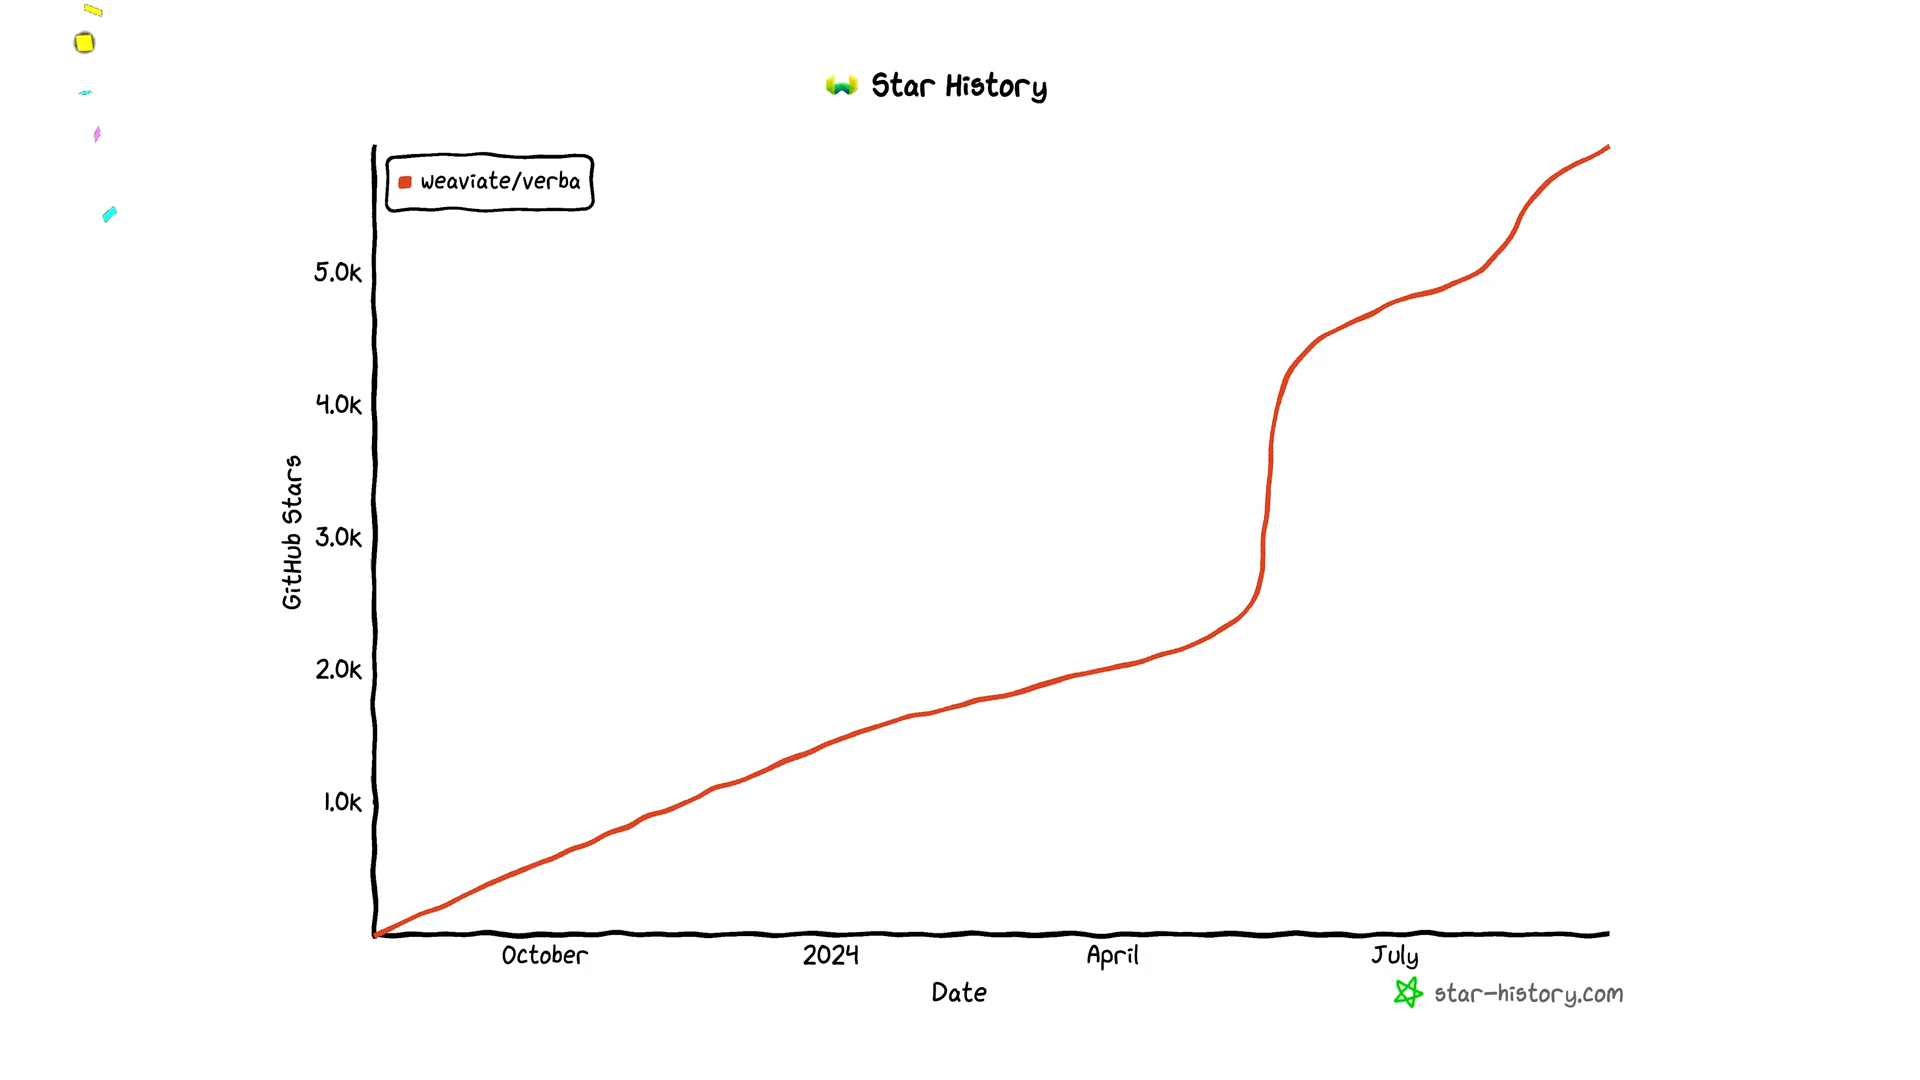 Star History
weaviate/verba
5.0k
4.0k
3.0k
2.0k
1.0k
GitHub Stars
October
2024
April
July
Date
star-history.com